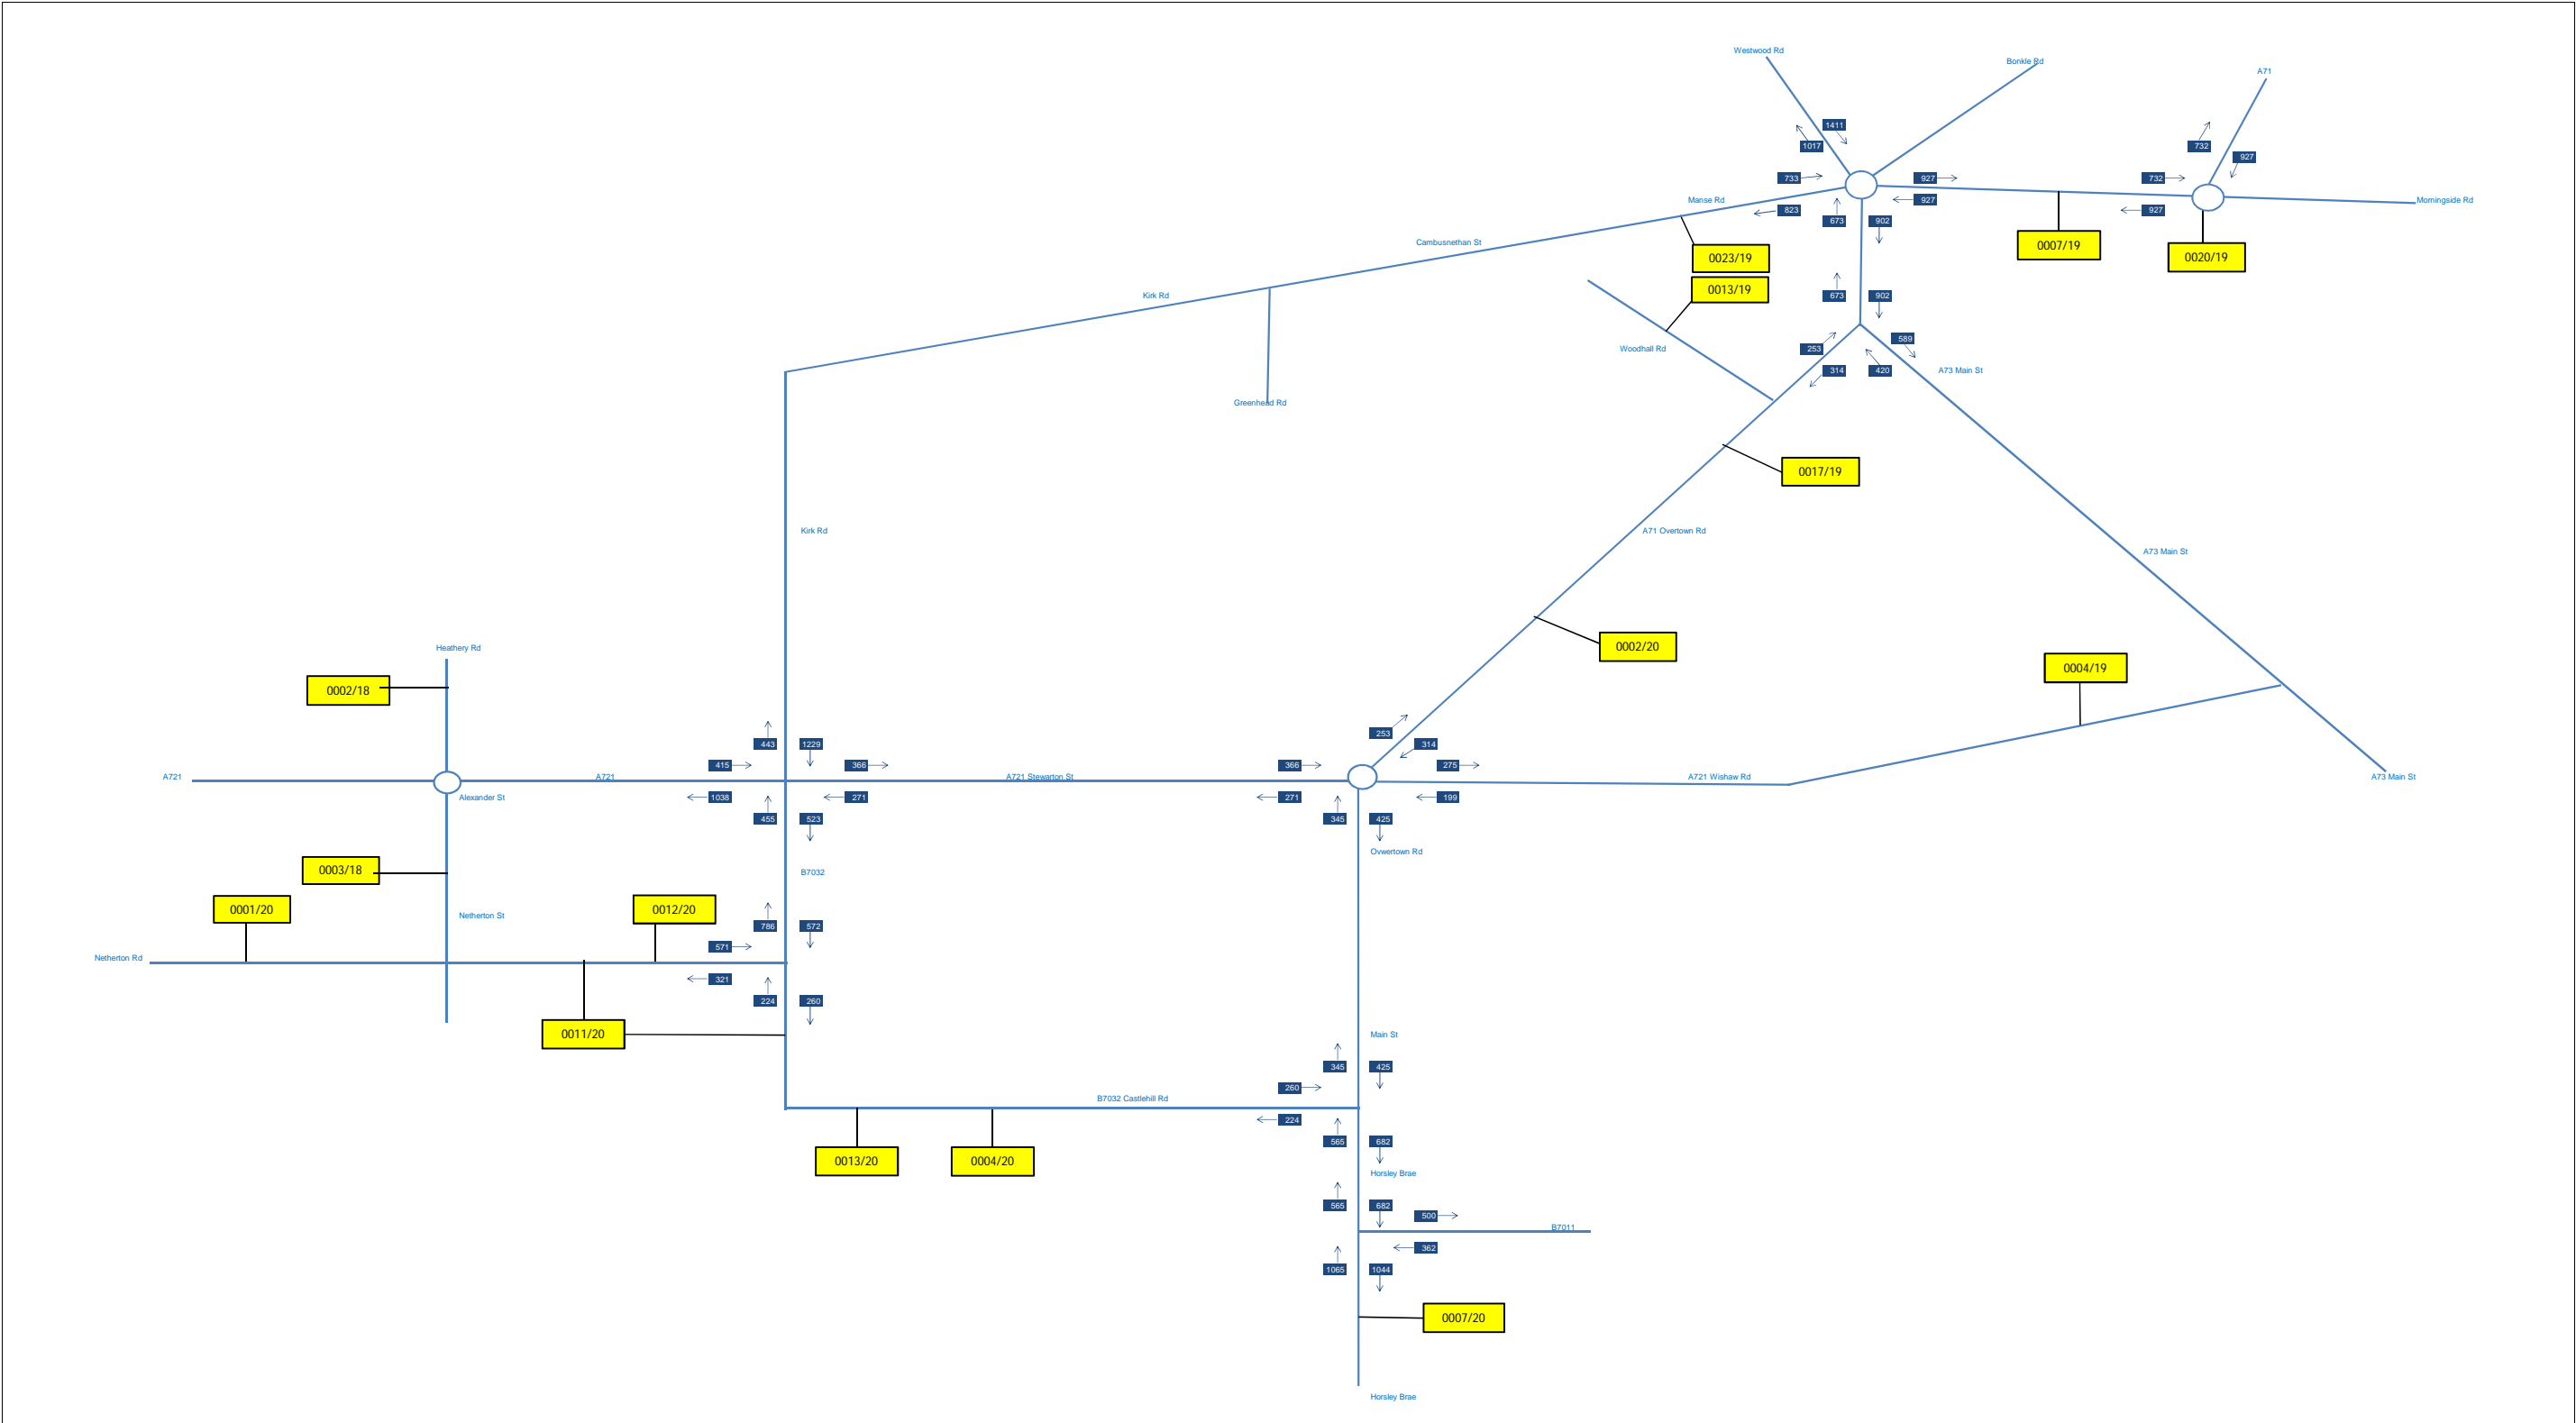 Westwood Rd
Bonkle Rd
A71
1411
1017
732
927
733
927
732
Manse Rd
823
673
902
927
927
Morningside Rd
Cambusnethan St
0023/19
0007/19
0020/19
0013/19
Kirk Rd
673
902
Woodhall Rd
253
589
314
420
A73 Main St
Greenhead Rd
0017/19
Kirk Rd
A71 Overtown Rd
A73 Main St
Heathery Rd
0002/20
0004/19
0002/18
443
1229
253
314
415
366
366
275
A721
A721
A721 Stewarton St
A721 Wishaw Rd
A73 Main St
Alexander St
1038
271
271
199
455
523
345
425
Ovwertown Rd
0003/18
B7032
0001/20
0012/20
Netherton St
786
572
571
Netherton Rd
321
224
260
0011/20
Main St
345
425
260
B7032 Castlehill Rd
224
565
682
0013/20
0004/20
Horsley Brae
565
682
500
B7011
362
1065
1044
0007/20
Horsley Brae